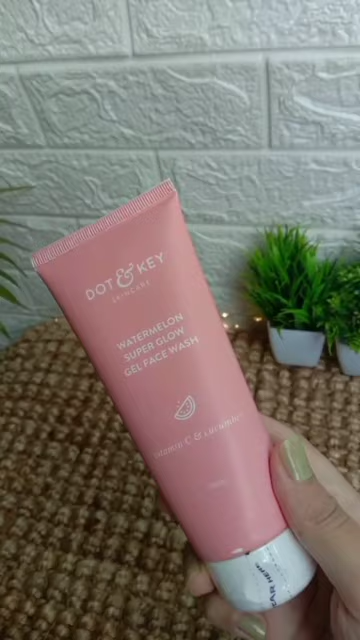 DOT & KEY
SKINCARE
WATERMELON
SUPER GLOW
GEL FACE WASH
vitamin C & cucumber